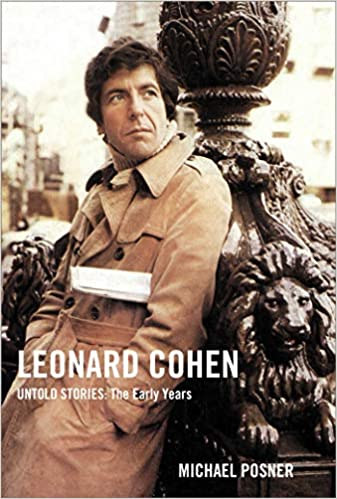 LEONARD COHEN
UNTOLD STORIES: The Early Years
MICHAEL POSNER